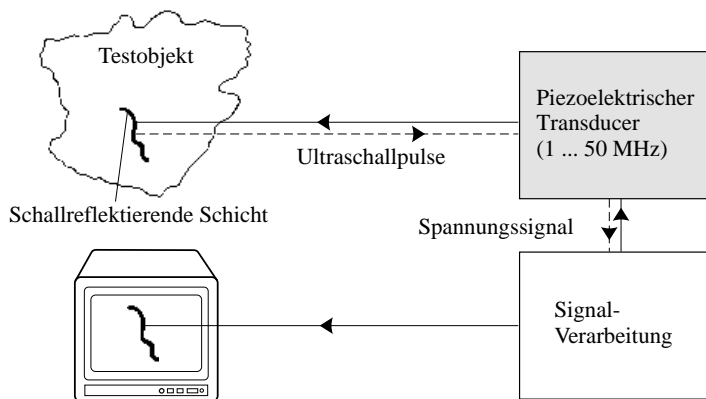 Testobjekt
Piezoelektrischer
Transducer
(1 ... 50 MHz)
Ultraschallpulse
Schallreflektierende Schicht
Spannungssignal
Signal-
Verarbeitung